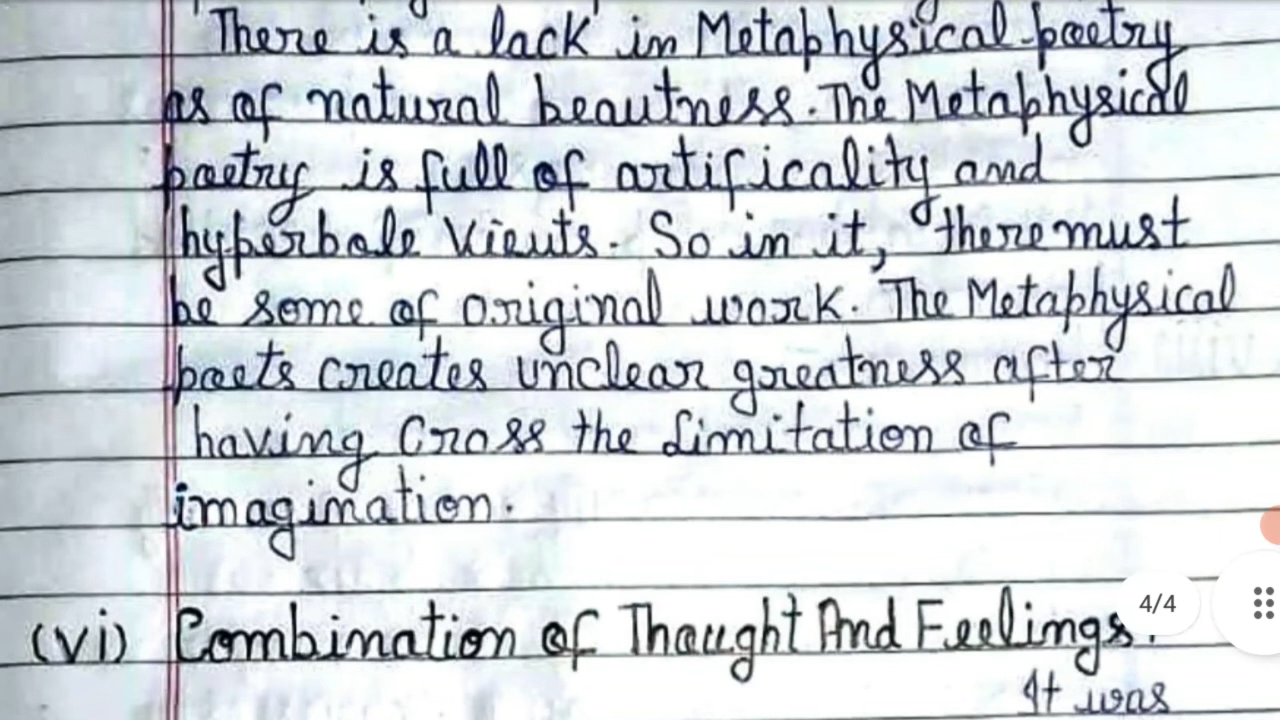 There is a lack in Metaphysical poetry
as of natural beautness. The Metaphysical
poetry is full of artificality and
hyperbole Vieuts. So in it, there must
be some of original work. The Metaphysical
poets creates unclear greatness after
having Cross the Limitation of
imagination.
(vi) Combination of Thought And Feelings.
4/4
It was